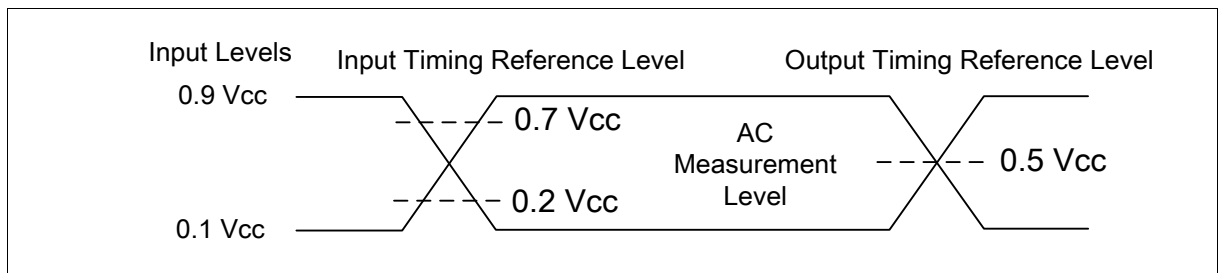 Input Levels
Input Timing Reference Level
Output Timing Reference Level
0.9 Vcc
0.7 Vcc
AC
Measurement
Level
0.5 Vcc
0.2 Vcc
0.1 Vcc